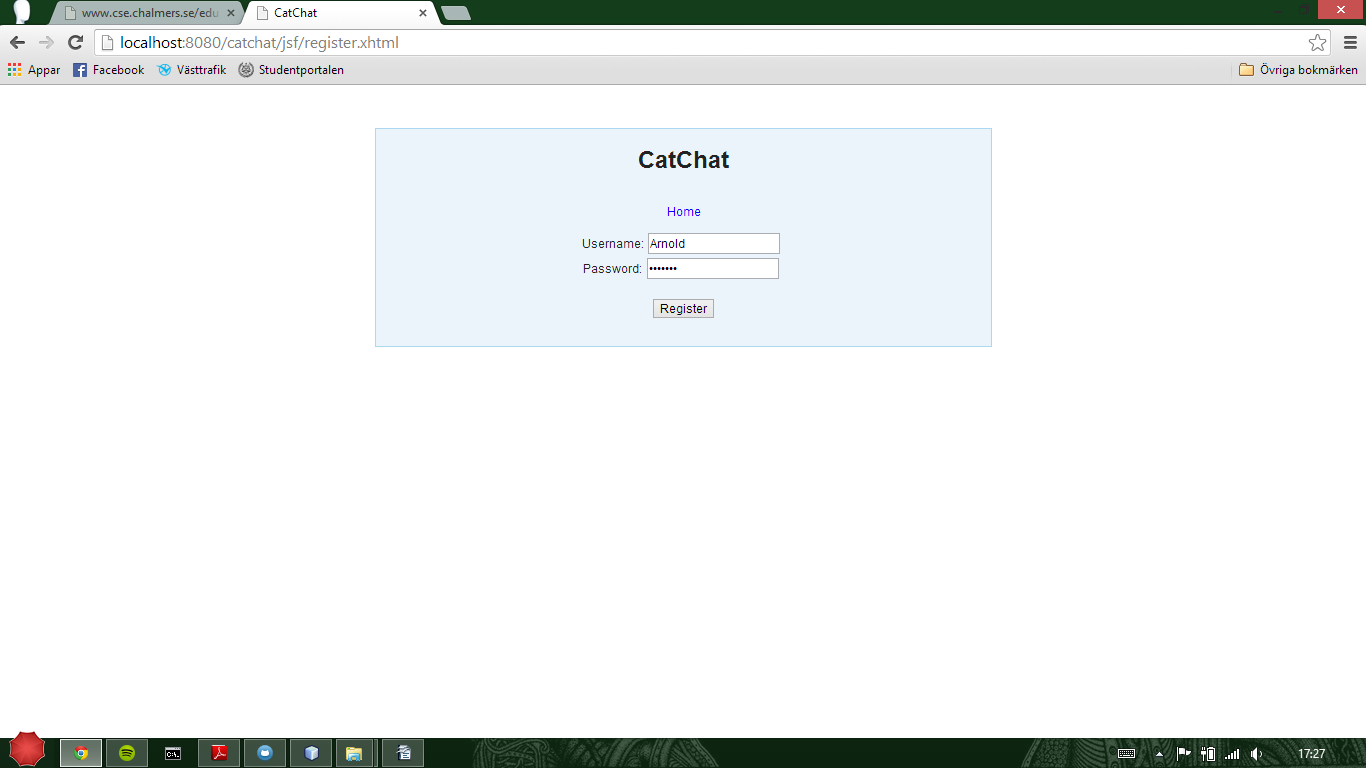 www.cse.chalmers.se/edu
CatChat
localhost:8080/catchat/jsf/register.xhtml
Appar
Facebook
Västtrafik
Studentportalen
Övriga bokmärken
CatChat
Home
Username: Arnold
Password: •••••••
Register
C:\.
17:27